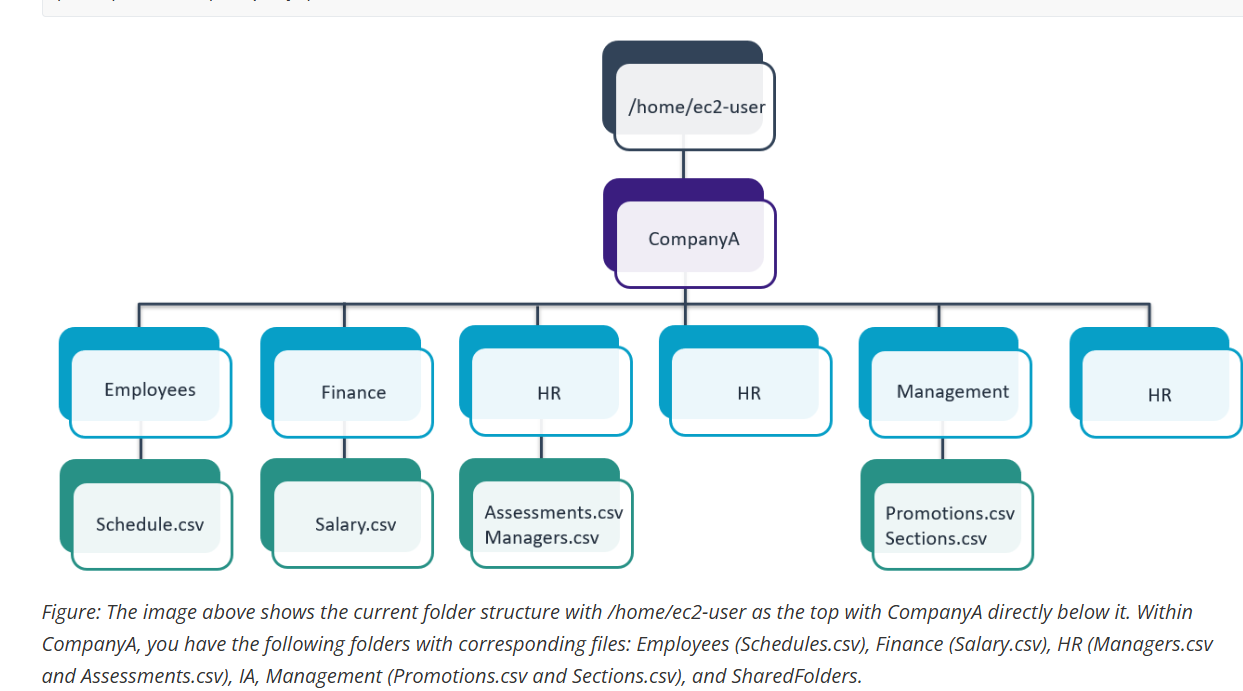 /home/ec2-user
CompanyA
Employees
Finance
HR
HR
Management
HR
Schedule.csv
Salary.csv
Assessments.csv
Managers.csv
Promotions.csv
Sections.csv
Figure: The image above shows the current folder structure with /home/ec2-user as the top with CompanyA directly below it. Within
CompanyA, you have the following folders with corresponding files: Employees (Schedules.csv), Finance (Salary.csv), HR (Managers.csv
and Assessments.csv), IA, Management (Promotions.csv and Sections.csv), and SharedFolders.